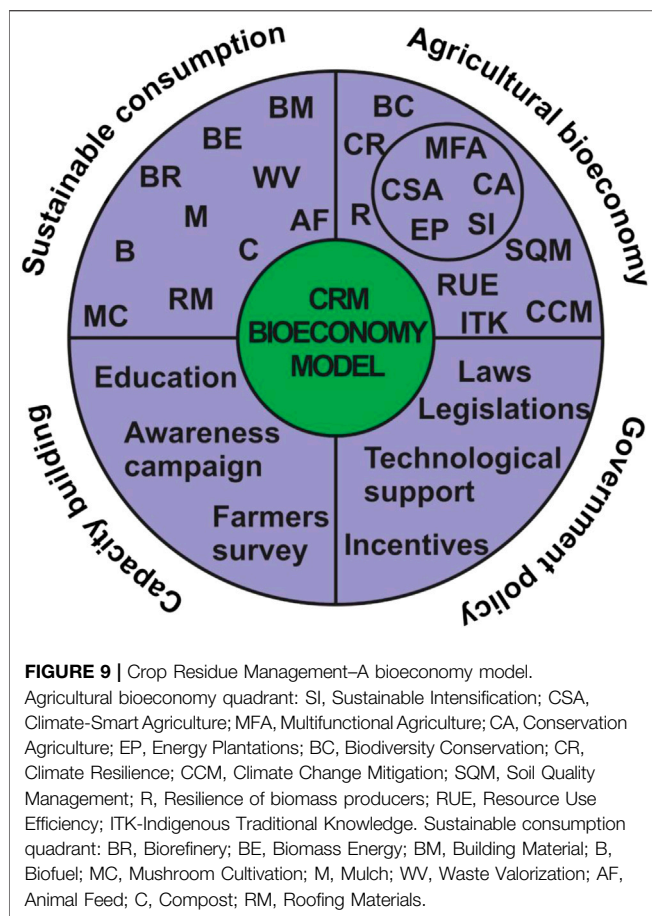 Sustainable consumption
Agricultural bioeconomy
BM
BE
BR
WV
M
AF
B
C
MC
RM
BC
CR
MFA
CSA
CA
R
EP
SI
SQM
RUE
ITK
CCM
CRM
BIOECONOMY
MODEL
Education
Awareness
campaign
Farmers
survey
Laws
Legislations
Technological
support
Incentives
Capacity building
Government policy
FIGURE 9 | Crop Residue Management–A bioeconomy model.
Agricultural bioeconomy quadrant: SI, Sustainable Intensification; CSA,
Climate-Smart Agriculture; MFA, Multifunctional Agriculture; CA, Conservation
Agriculture; EP, Energy Plantations; BC, Biodiversity Conservation; CR,
Climate Resilience; CCM, Climate Change Mitigation; SQM, Soil Quality
Management; R, Resilience of biomass producers; RUE, Resource Use
Efficiency; ITK-Indigenous Traditional Knowledge. Sustainable consumption
quadrant: BR, Biorefinery; BE, Biomass Energy; BM, Building Material; B,
Biofuel; MC, Mushroom Cultivation; M, Mulch; WV, Waste Valorization; AF,
Animal Feed; C, Compost; RM, Roofing Materials.